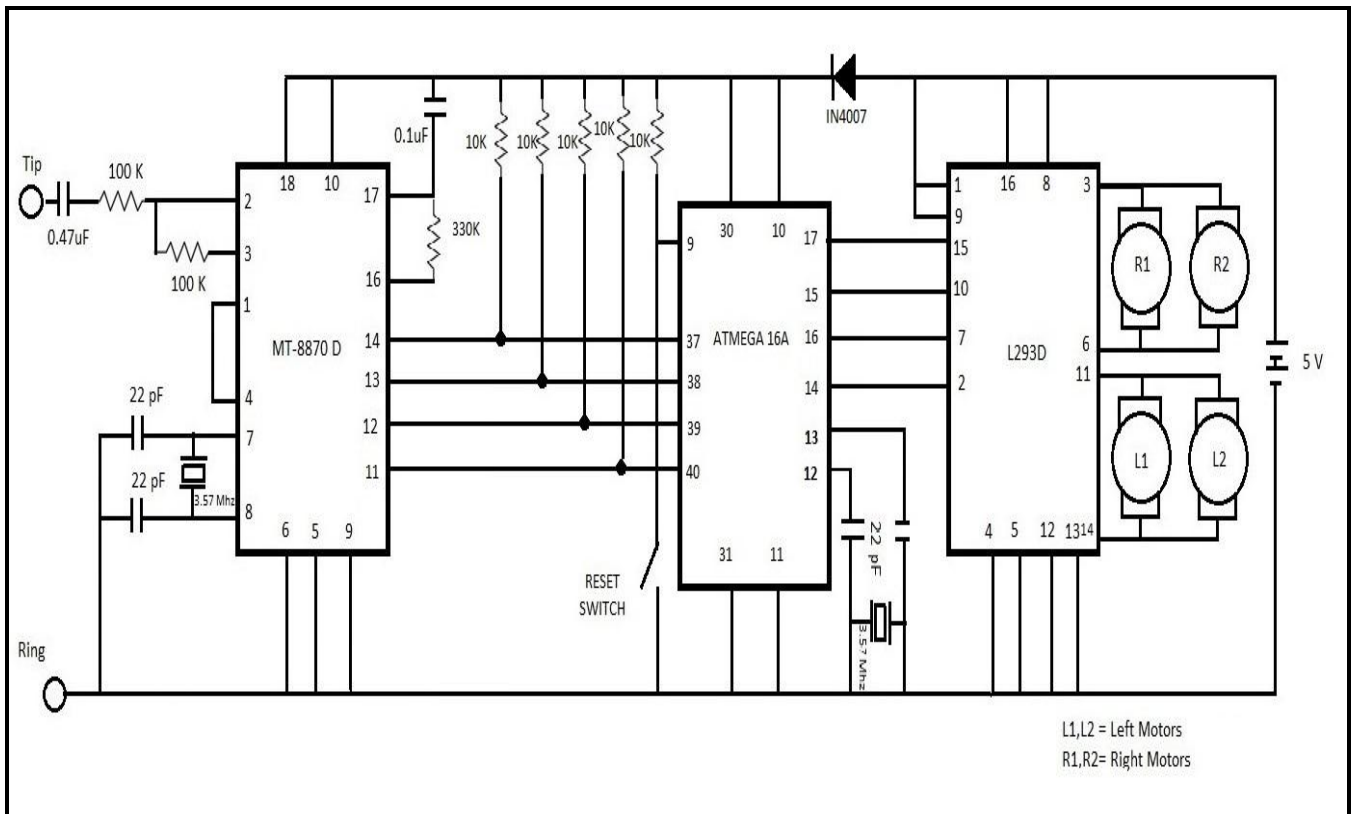 Tip
0.47uF
100 K
100 K
22 pF
22 pF
3.57 Mhz
Ring
MT-8870 D
18
10
2
3
1
4
7
8
17
16
14
13
12
11
6
5
9
0.1uF
330K
10K
10K
10K
10K
10K
RESET
SWITCH
ATMEGA 16A
9
30
10
37
38
39
40
31
11
17
15
16
14
13
12
22 pF
3.57 Mhz
IN4007
L293D
1
9
15
10
7
2
16
8
3
6
11
4
5
12
13
14
R1
R2
L1
L2
5 V
L1,L2 = Left Motors
R1,R2= Right Motors